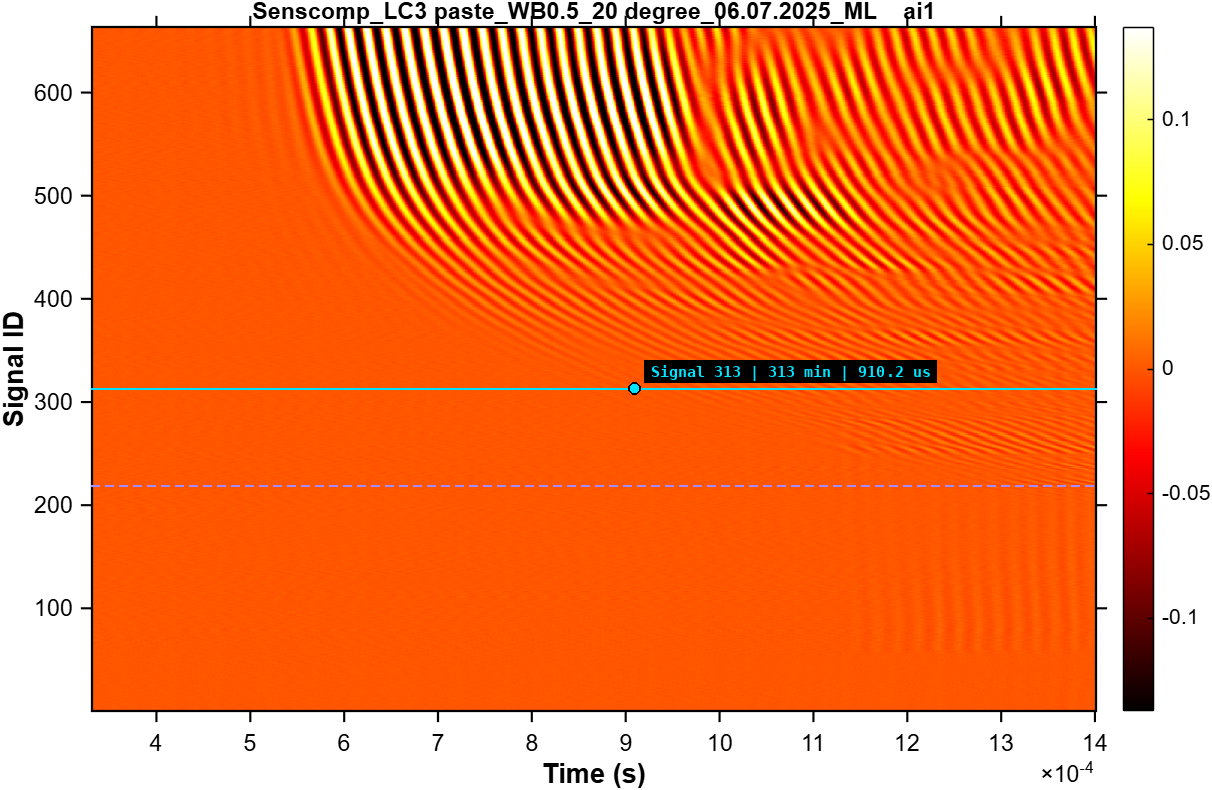 Senscomp_LC3 paste_WB0.5_20 degree_06.07.2025_ML ai1
600
500
400
300
200
100
Signal ID
Signal 313 | 313 min | 910.2 us
4 5 6 7 8 9 10 11 12 13 14
Time (s)
×10⁻⁴
0.1
0.05
0
-0.05
-0.1